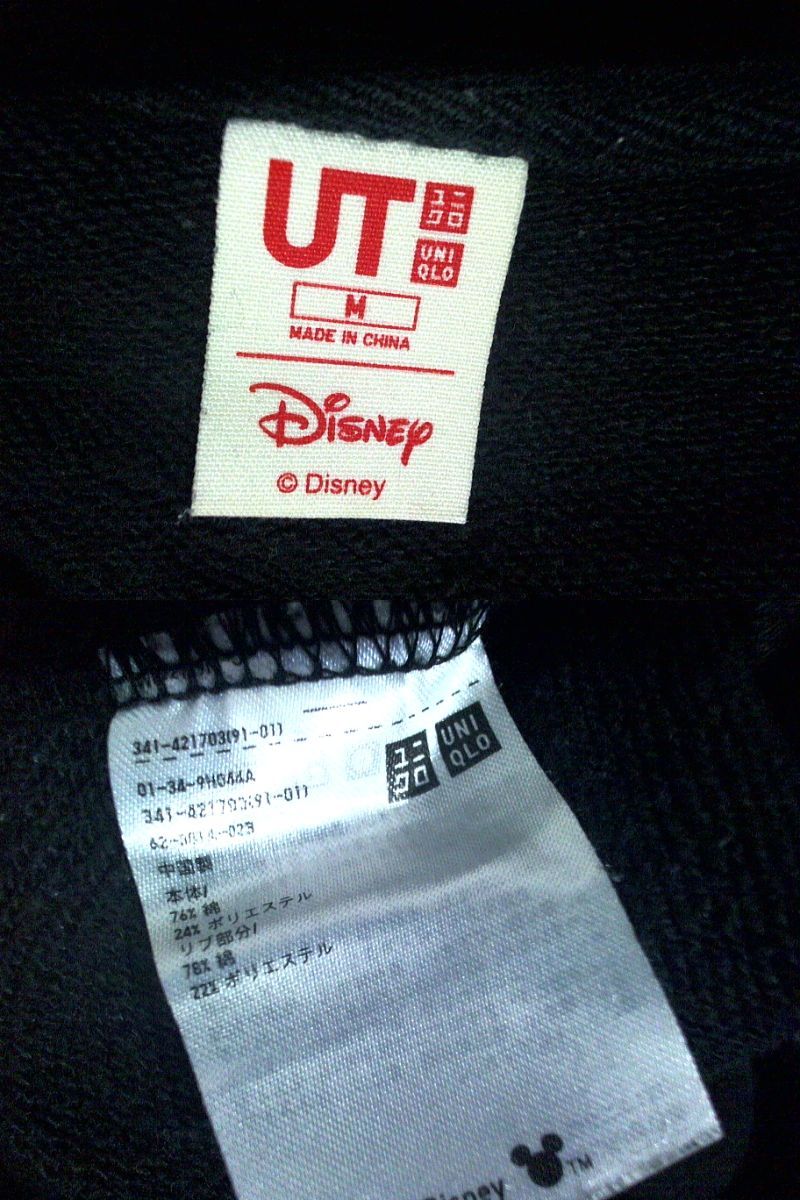 UT
ユニ
クロ
UNI
QLO
M
MADE IN CHINA
Disney
© Disney
341-421703(91-01)
ユニ
クロ
UNI
QLO
01-34-9H044A
341-421703(91-01)
中国製
本体/
76% 綿
24% ポリエステル
リブ部分/
78% 綿
22% ポリエステル
Disney TM